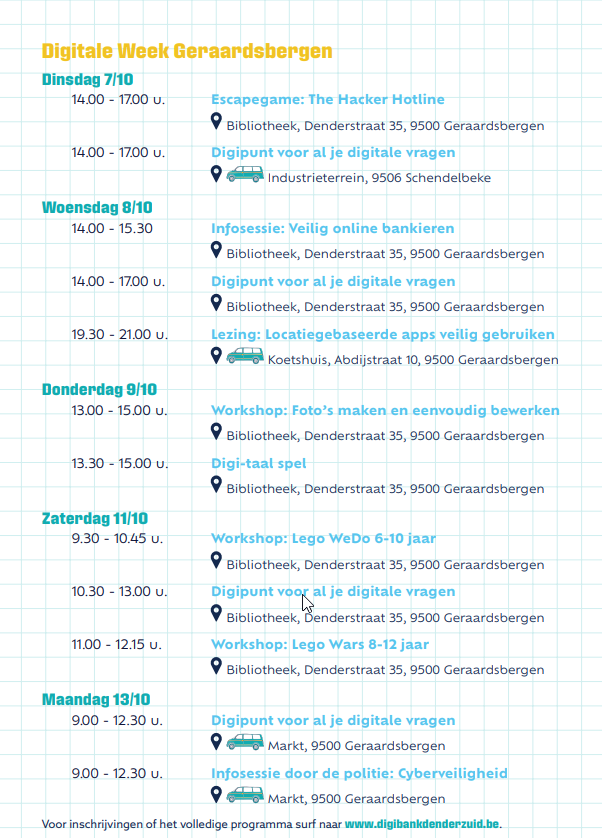 Digitale Week Geraardsbergen
Dinsdag 7/10
14.00 - 17.00 u. Escapegame: The Hacker Hotline
Bibliotheek, Denderstraat 35, 9500 Geraardsbergen
14.00 - 17.00 u. Digipunt voor al je digitale vragen
Industrieterrein, 9506 Schendelbeke
Woensdag 8/10
14.00 - 15.30 Infosessie: Veilig online bankieren
Bibliotheek, Denderstraat 35, 9500 Geraardsbergen
14.00 - 17.00 u. Digipunt voor al je digitale vragen
Bibliotheek, Denderstraat 35, 9500 Geraardsbergen
19.30 - 21.00 u. Lezing: Locatiegebaseerde apps veilig gebruiken
Koetshuis, Abdijstraat 10, 9500 Geraardsbergen
Donderdag 9/10
13.00 - 15.00 u. Workshop: Foto's maken en eenvoudig bewerken
Bibliotheek, Denderstraat 35, 9500 Geraardsbergen
13.30 - 15.00 u. Digi-taal spel
Bibliotheek, Denderstraat 35, 9500 Geraardsbergen
Zaterdag 11/10
9.30 - 10.45 u. Workshop: Lego WeDo 6-10 jaar
Bibliotheek, Denderstraat 35, 9500 Geraardsbergen
10.30 - 13.00 u. Digipunt voor al je digitale vragen
Bibliotheek, Denderstraat 35, 9500 Geraardsbergen
11.00 - 12.15 u. Workshop: Lego Wars 8-12 jaar
Bibliotheek, Denderstraat 35, 9500 Geraardsbergen
Maandag 13/10
9.00 - 12.30 u. Digipunt voor al je digitale vragen
Markt, 9500 Geraardsbergen
9.00 - 12.30 u. Infosessie door de politie: Cyberveiligheid
Markt, 9500 Geraardsbergen
Voor inschrijvingen of het volledige programma surf naar www.digibankdenderzuid.be.